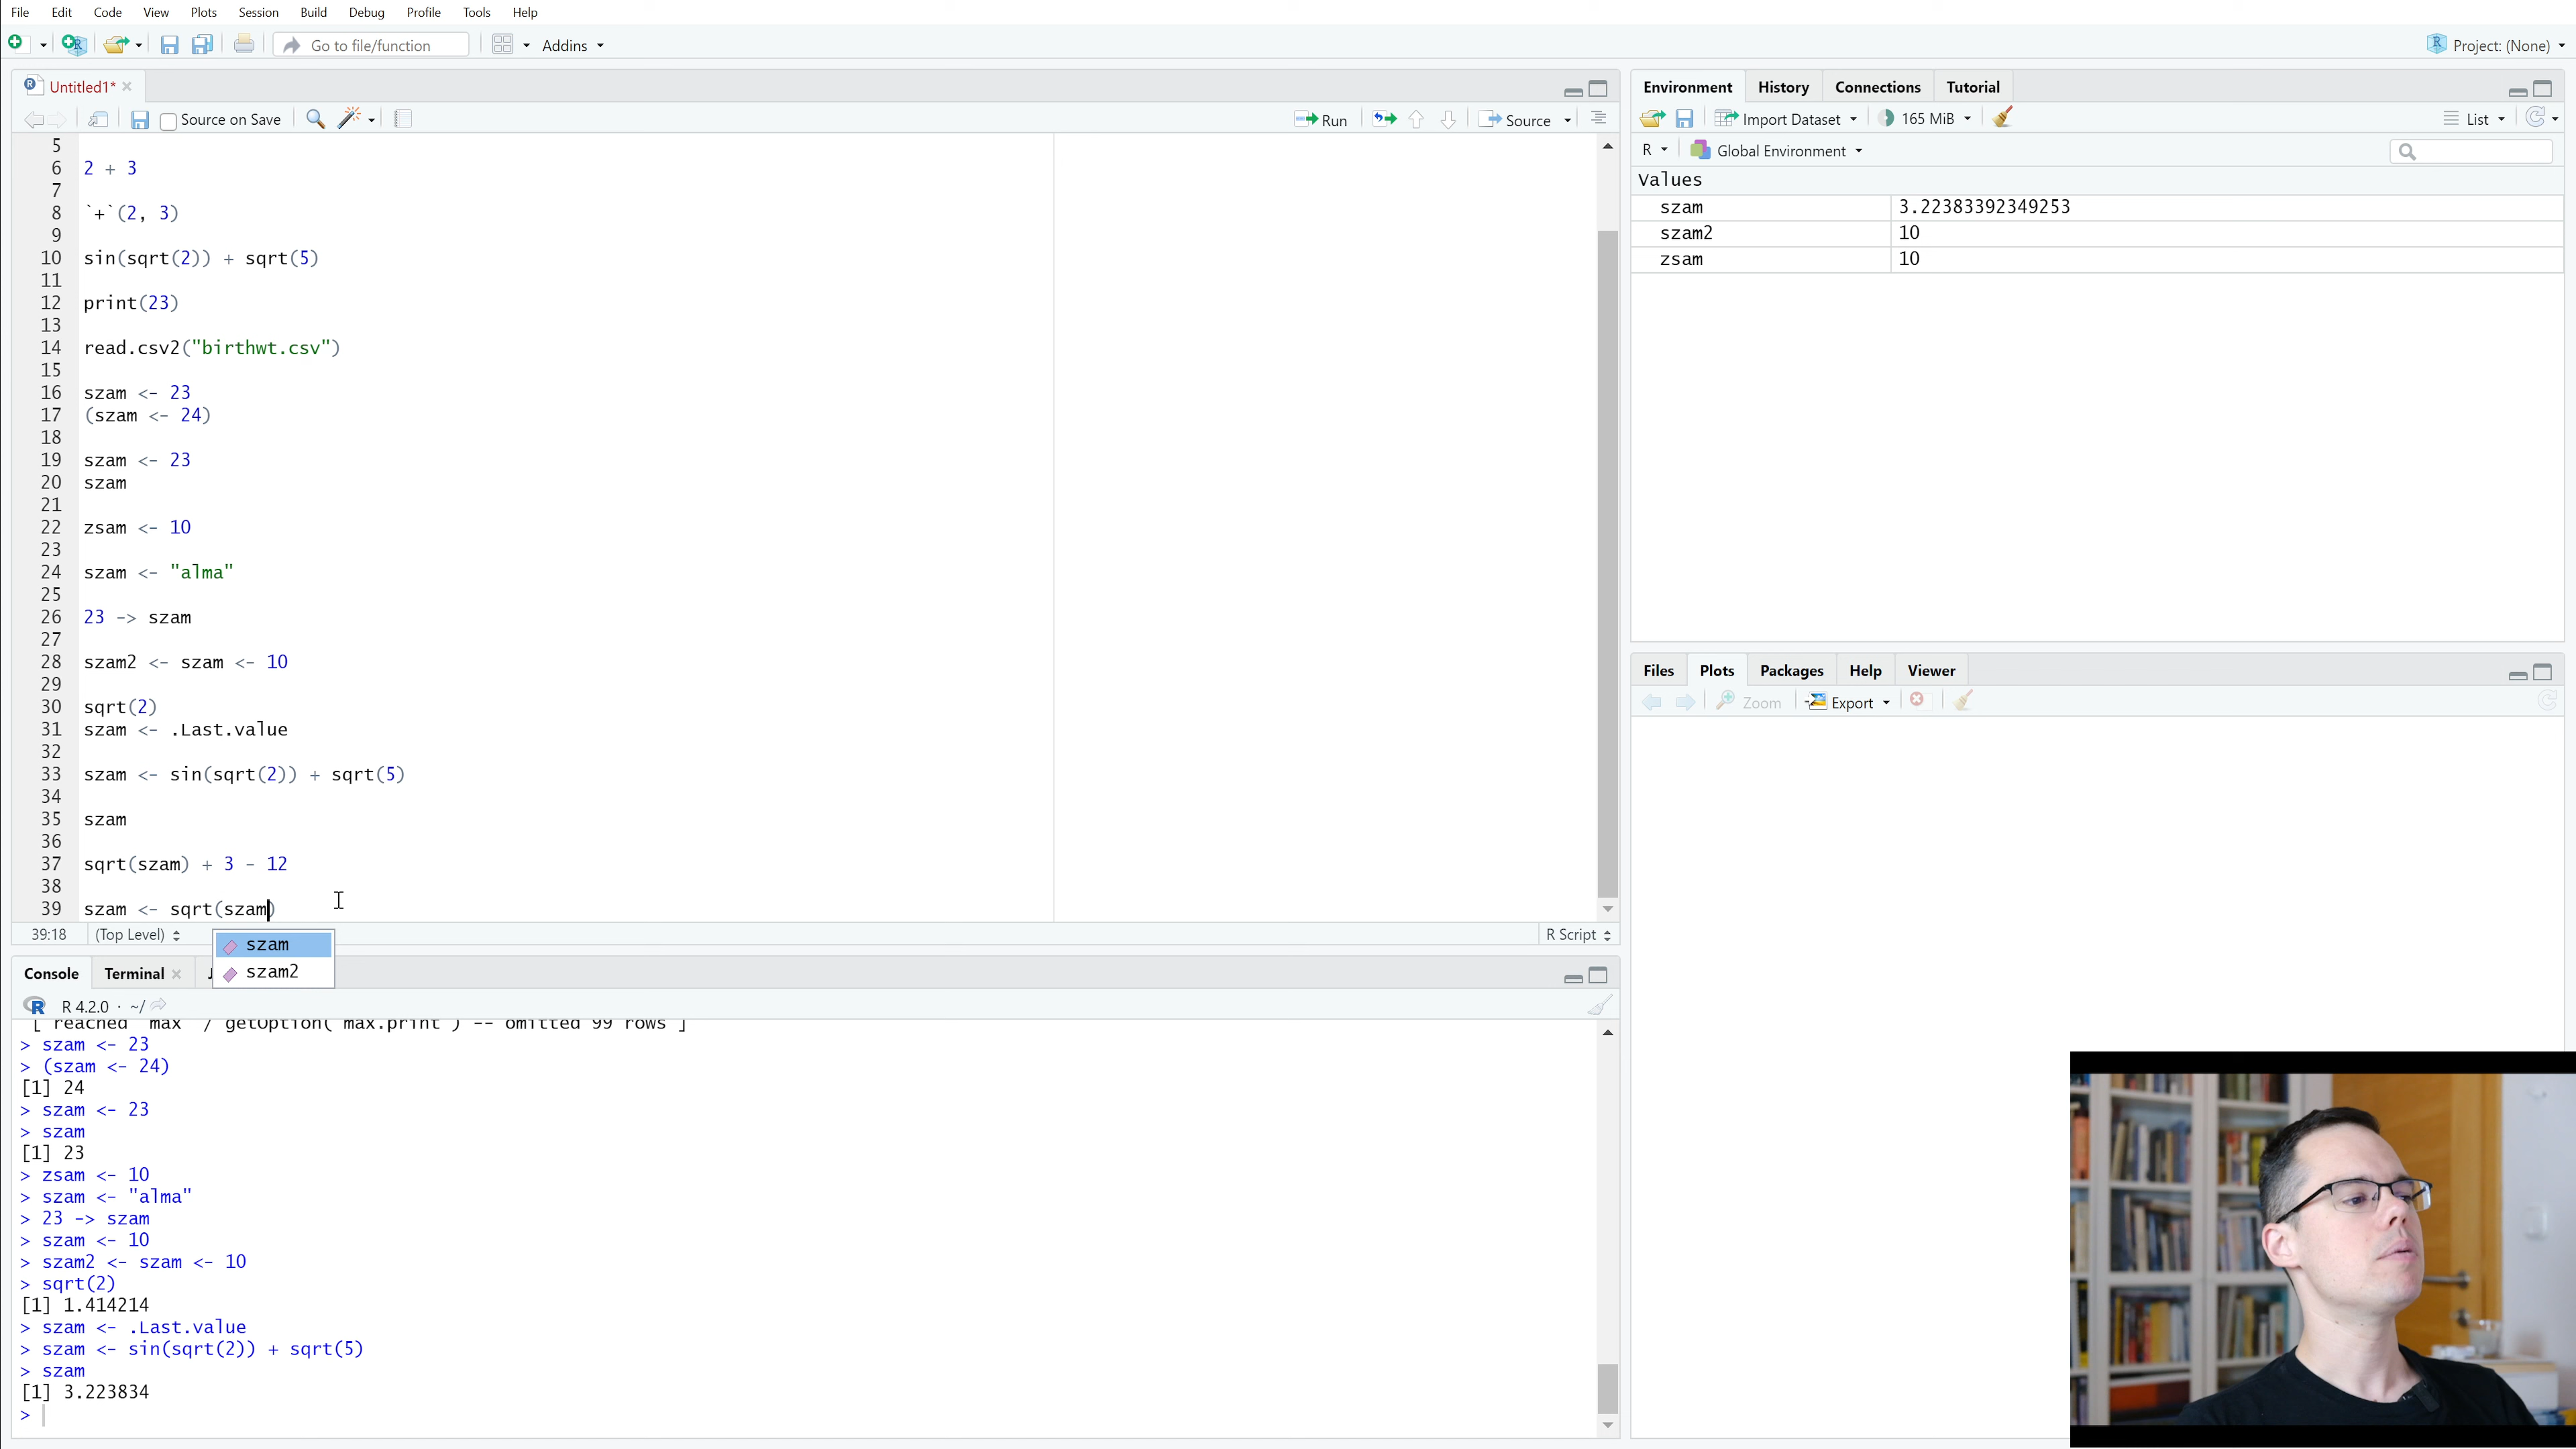 File Edit Code View Plots Session Build Debug Profile Tools Help
Go to file/function Addins Project: (None)
Untitled1*
Source on Save Run Source
5
6 2 + 3
7
8 `+`(2, 3)
9
10 sin(sqrt(2)) + sqrt(5)
11
12 print(23)
13
14 read.csv2("birthwt.csv")
15
16 szam <- 23
17 (szam <- 24)
18
19 szam <- 23
20 szam
21
22 zsam <- 10
23
24 szam <- "alma"
25
26 23 -> szam
27
28 szam2 <- szam <- 10
29
30 sqrt(2)
31 szam <- .Last.value
32
33 szam <- sin(sqrt(2)) + sqrt(5)
34
35 szam
36
37 sqrt(szam) + 3 - 12
38
39 szam <- sqrt(szam)
39:18 (Top Level) R Script
szam
szam2
Console Terminal
R 4.2.0 · ~/
[ reached 'max' / getOption("max.print") -- omitted 99 rows ]
> szam <- 23
> (szam <- 24)
[1] 24
> szam <- 23
> szam
[1] 23
> zsam <- 10
> szam <- "alma"
> 23 -> szam
> szam <- 10
> szam2 <- szam <- 10
> sqrt(2)
[1] 1.414214
> szam <- .Last.value
> szam <- sin(sqrt(2)) + sqrt(5)
> szam
[1] 3.223834
>
Environment History Connections Tutorial
Import Dataset 165 MiB List
R Global Environment
Values
szam 3.22383392349253
szam2 10
zsam 10
Files Plots Packages Help Viewer
Zoom Export